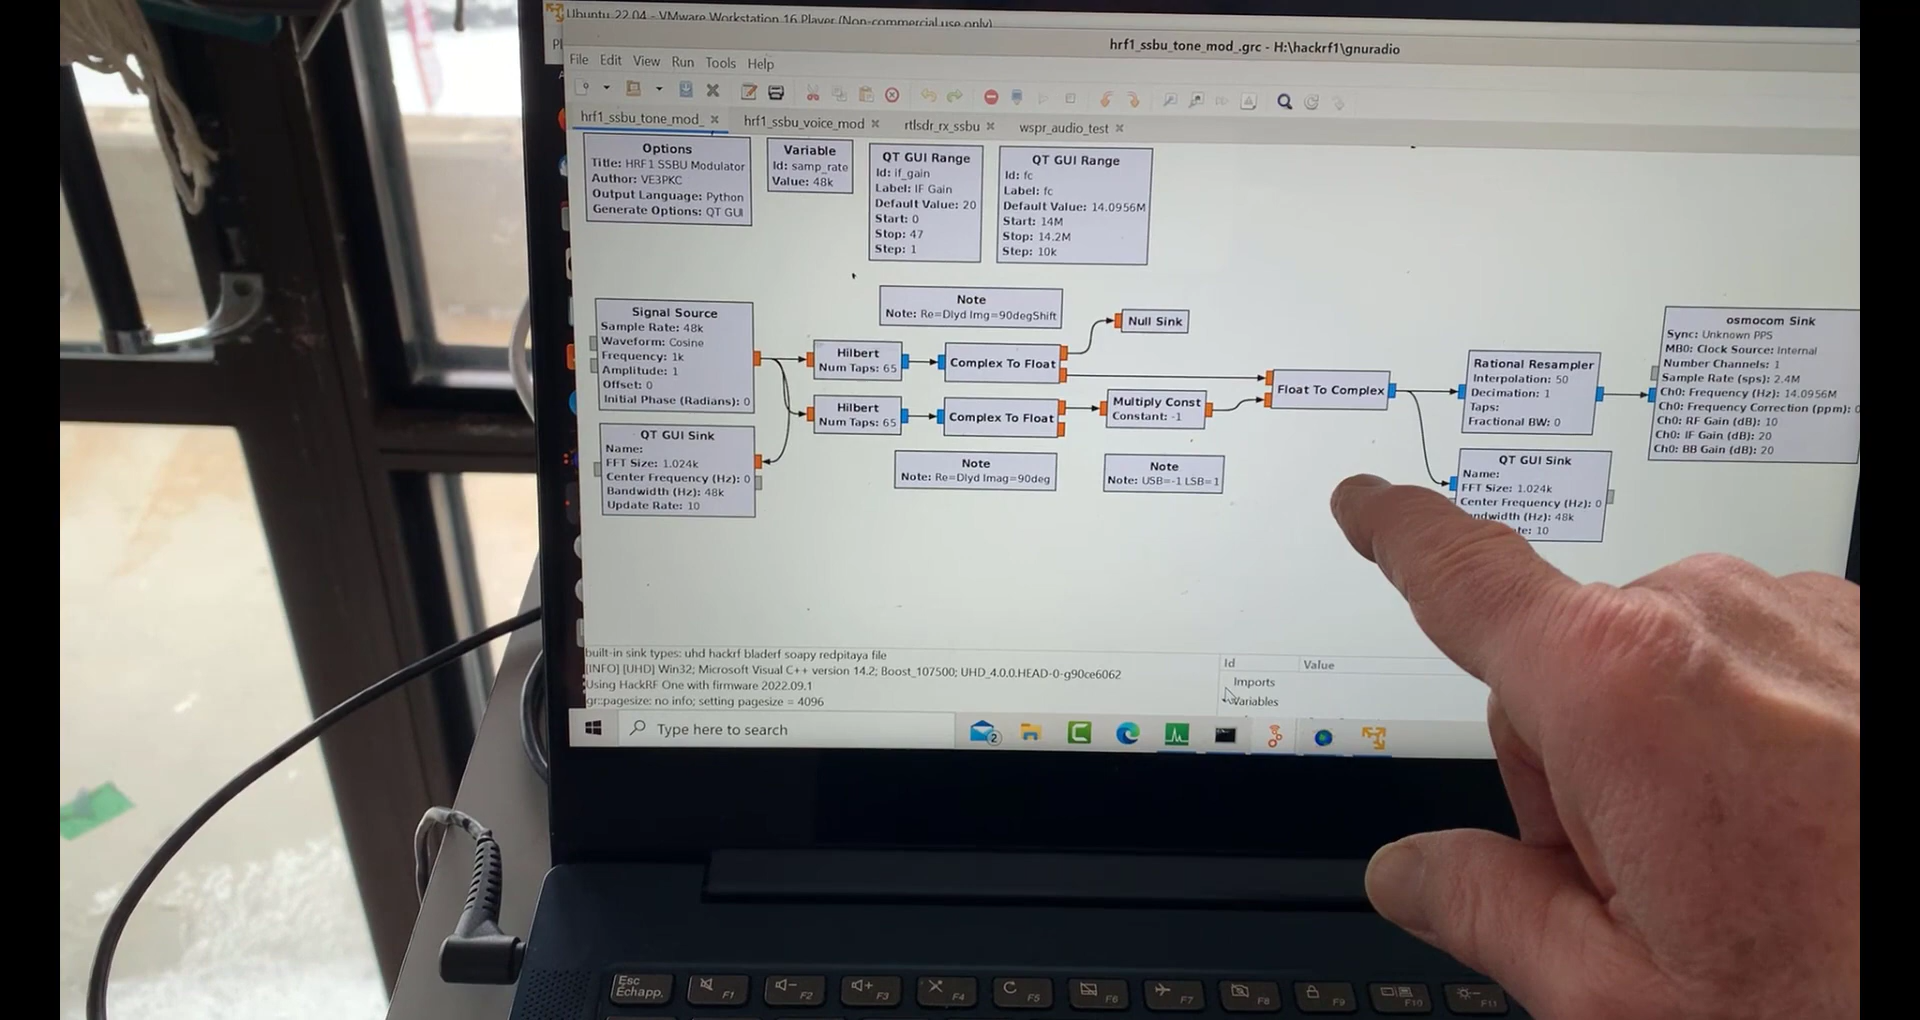 Ubuntu 22.04 - VMware Workstation 16 Player (Non-commercial use only)
hrf1_ssbu_tone_mod_.grc - H:\hackrf1\gnuradio
File Edit View Run Tools Help
hrf1_ssbu_tone_mod_ hrf1_ssbu_voice_mod rtlsdr_rx_ssbu wspr_audio_test
Options
Title: HRF1 SSBU Modulator
Author: VE3PKC
Output Language: Python
Generate Options: QT GUI
Variable
Id: samp_rate
Value: 48k
QT GUI Range
Id: if_gain
Label: IF Gain
Default Value: 20
Start: 0
Stop: 47
Step: 1
QT GUI Range
Id: fc
Label: fc
Default Value: 14.0956M
Start: 14M
Stop: 14.2M
Step: 10k
Signal Source
Sample Rate: 48k
Waveform: Cosine
Frequency: 1k
Amplitude: 1
Offset: 0
Initial Phase (Radians): 0
QT GUI Sink
Name:
FFT Size: 1.024k
Center Frequency (Hz): 0
Bandwidth (Hz): 48k
Update Rate: 10
Note
Note: Re=Dlyd Img=90degShift
Hilbert
Num Taps: 65
Complex To Float
Null Sink
Hilbert
Num Taps: 65
Complex To Float
Multiply Const
Constant: -1
Note
Note: Re=Dlyd Imag=90deg
Note
Note: USB=-1 LSB=1
Float To Complex
Rational Resampler
Interpolation: 50
Decimation: 1
Taps:
Fractional BW: 0
QT GUI Sink
Name:
FFT Size: 1.024k
Center Frequency (Hz): 0
(Hz): 48k
10
osmocom Sink
Sync: Unknown PPS
MB0: Clock Source: Internal
Number Channels: 1
Sample Rate (sps): 2.4M
Ch0: Frequency (Hz): 14.0956M
Ch0: Frequency Correction (ppm): 0
Ch0: RF Gain (dB): 10
Ch0: IF Gain (dB): 20
Ch0: BB Gain (dB): 20
built-in sink types: uhd hackrf bladerf soapy redpitaya file
[INFO] [UHD] Win32; Microsoft Visual C++ version 14.2; Boost_107500; UHD_4.0.0.HEAD-0-g90ce6062
Using HackRF One with firmware 2022.09.1
gr::pagesize: no info; setting pagesize = 4096
Id Value
Imports
Variables
Type here to search
2
Esc
Échapp.
F1 F2 F3 F4 F5 F6 F7 F8 F9 F10 F11